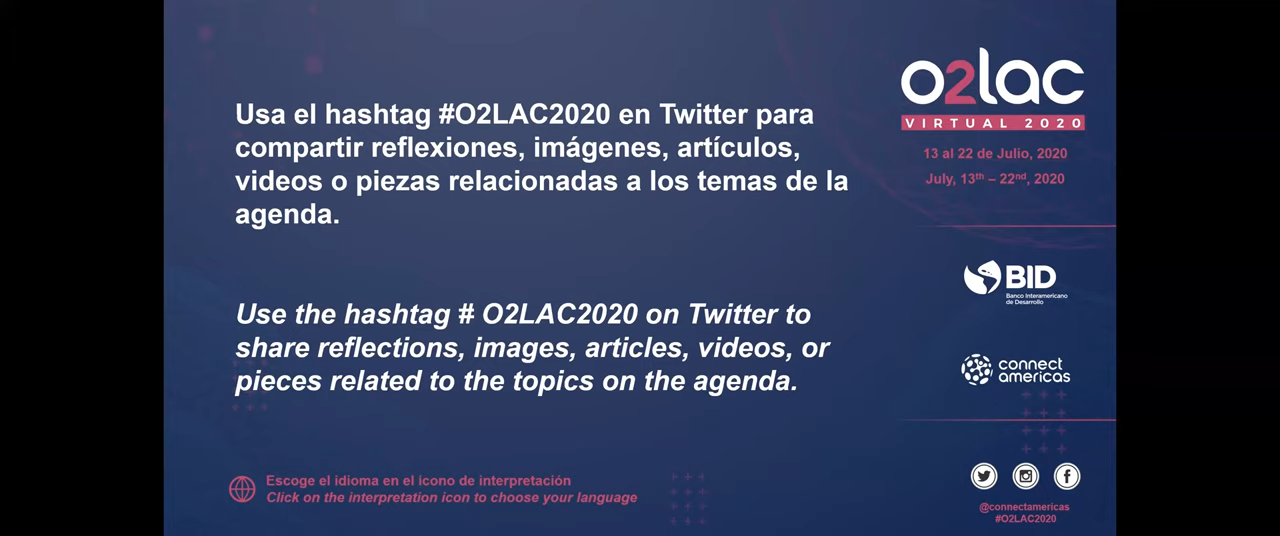 Usa el hashtag #O2LAC2020 en Twitter para
compartir reflexiones, imágenes, artículos,
videos o piezas relacionadas a los temas de la
agenda.
Use the hashtag # O2LAC2020 on Twitter to
share reflections, images, articles, videos, or
pieces related to the topics on the agenda.
Escoge el idioma en el icono de interpretación
Click on the interpretation icon to choose your language
o2lac
VIRTUAL 2020
13 al 22 de Julio, 2020
July, 13th – 22nd, 2020
BID
Banco Interamericano
de Desarrollo
connect
americas
@connectamericas
#O2LAC2020